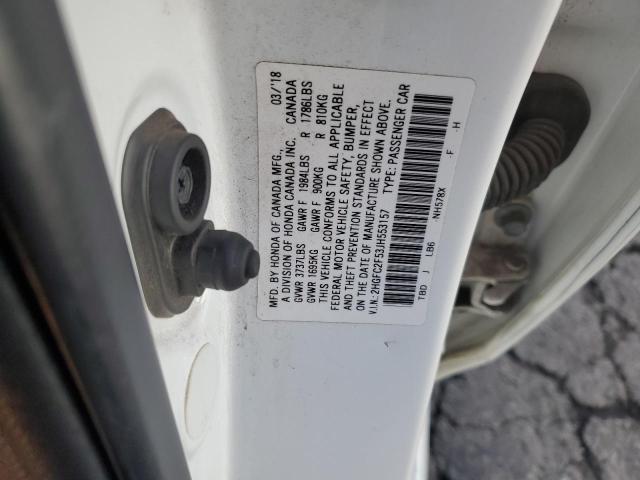 MFD. BY HONDA OF CANADA MFG., 03/'18
A DIVISION OF HONDA CANADA INC. CANADA
GVWR 3737LBS GAWR F 1984LBS R 1786LBS
GVWR 1695KG GAWR F 900KG R 810KG
THIS VEHICLE CONFORMS TO ALL APPLICABLE
FEDERAL MOTOR VEHICLE SAFETY, BUMPER,
AND THEFT PREVENTION STANDARDS IN EFFECT
ON THE DATE OF MANUFACTURE SHOWN ABOVE.
V.I.N.: 2HGFC2F53JH553157 TYPE: PASSENGER CAR
TBD J LB6 NH578X -F -H